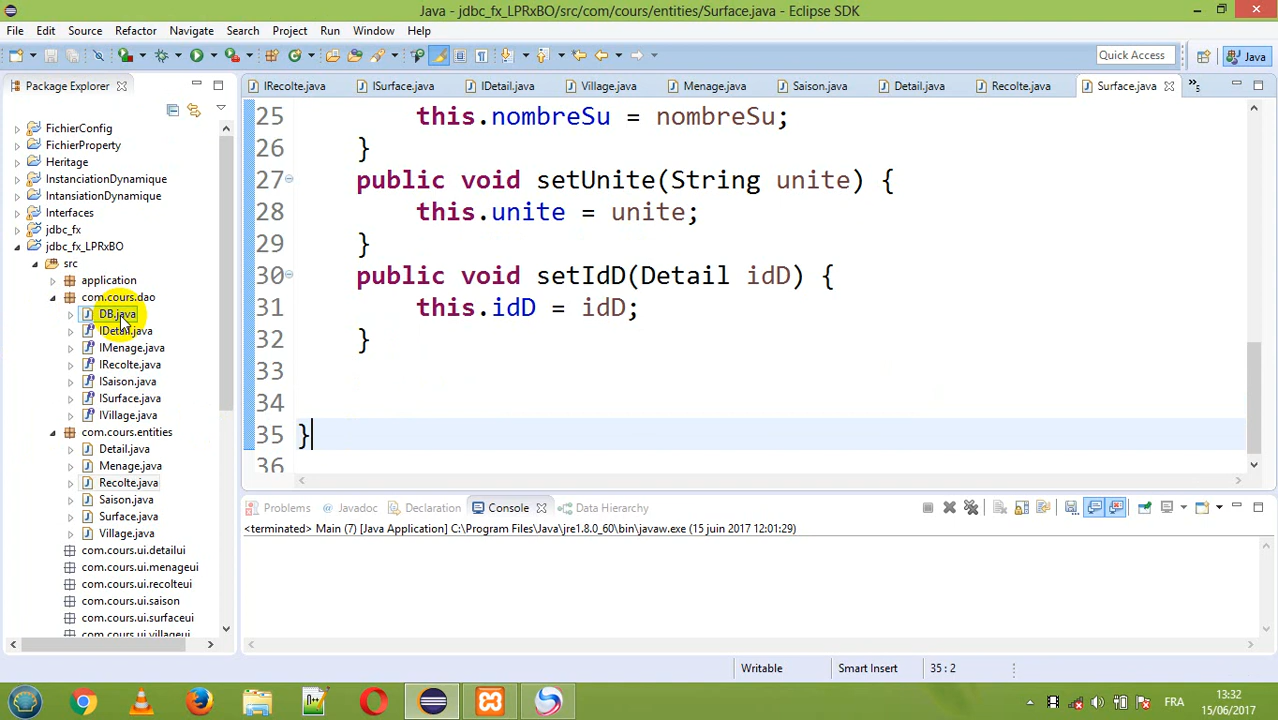 Java - jdbc_fx_LPRxBO/src/com/cours/entities/Surface.java - Eclipse SDK
File Edit Source Refactor Navigate Search Project Run Window Help
Quick Access Java
Package Explorer
IRecolte.java ISurface.java IDetail.java Village.java Menage.java Saison.java Detail.java Recolte.java Surface.java »5
FichierConfig
FichierProperty
Heritage
InstanciationDynamique
IntansiationDynamique
Interfaces
jdbc_fx
jdbc_fx_LPRxBO
src
application
com.cours.dao
DB.java
IDetail.java
IMenage.java
IRecolte.java
ISaison.java
ISurface.java
IVillage.java
com.cours.entities
Detail.java
Menage.java
Recolte.java
Saison.java
Surface.java
Village.java
com.cours.ui.detailui
com.cours.ui.menageui
com.cours.ui.recolteui
com.cours.ui.saison
com.cours.ui.surfaceui
com.cours.ui.villageui
25 this.nombreSu = nombreSu;
26 }
27 public void setUnite(String unite) {
28 this.unite = unite;
29 }
30 public void setIdD(Detail idD) {
31 this.idD = idD;
32 }
33
34
35 }
36
Problems Javadoc Declaration Console Data Hierarchy
<terminated> Main (7) [Java Application] C:\Program Files\Java\jre1.8.0_60\bin\javaw.exe (15 juin 2017 12:01:29)
Writable Smart Insert 35 : 2
FRA
13:32
15/06/2017